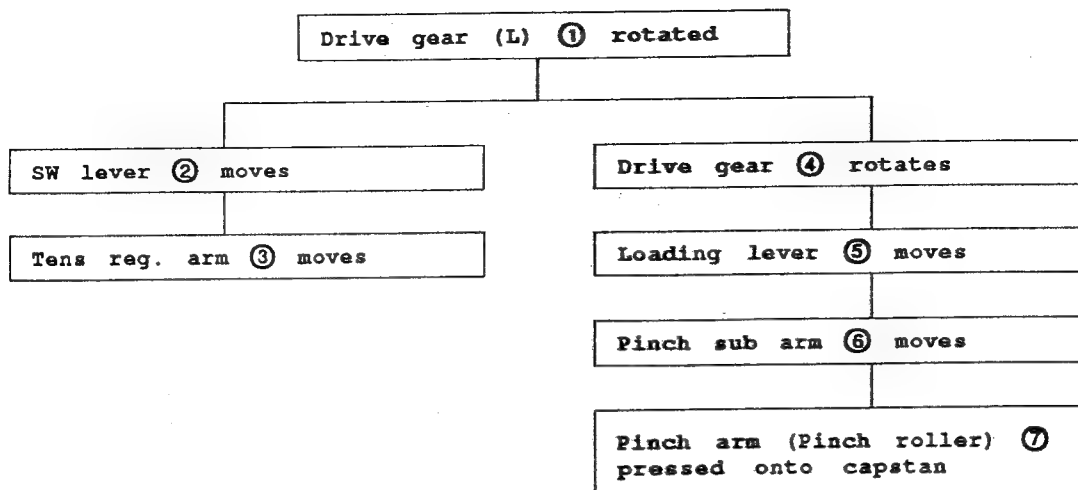 Drive gear (L) ① rotated
SW lever ② moves
Tens reg. arm ③ moves
Drive gear ④ rotates
Loading lever ⑤ moves
Pinch sub arm ⑥ moves
Pinch arm (Pinch roller) ⑦
pressed onto capstan